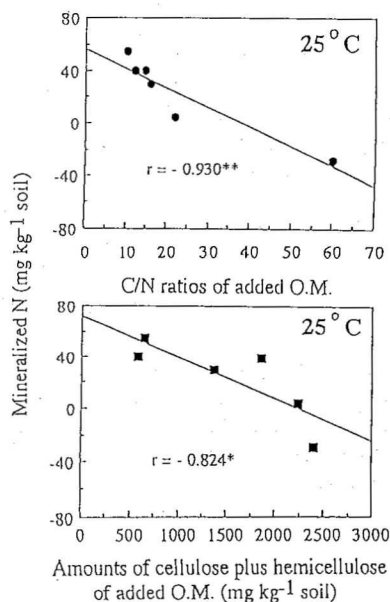 Mineralized N (mg kg⁻¹ soil)
80
40
0
-40
-80
25°C
r = - 0.930**
0 10 20 30 40 50 60 70
C/N ratios of added O.M.
80
40
0
-40
-80
25°C
r = - 0.824*
0 500 1000 1500 2000 2500 3000
Amounts of cellulose plus hemicellulose
of added O.M. (mg kg⁻¹ soil)